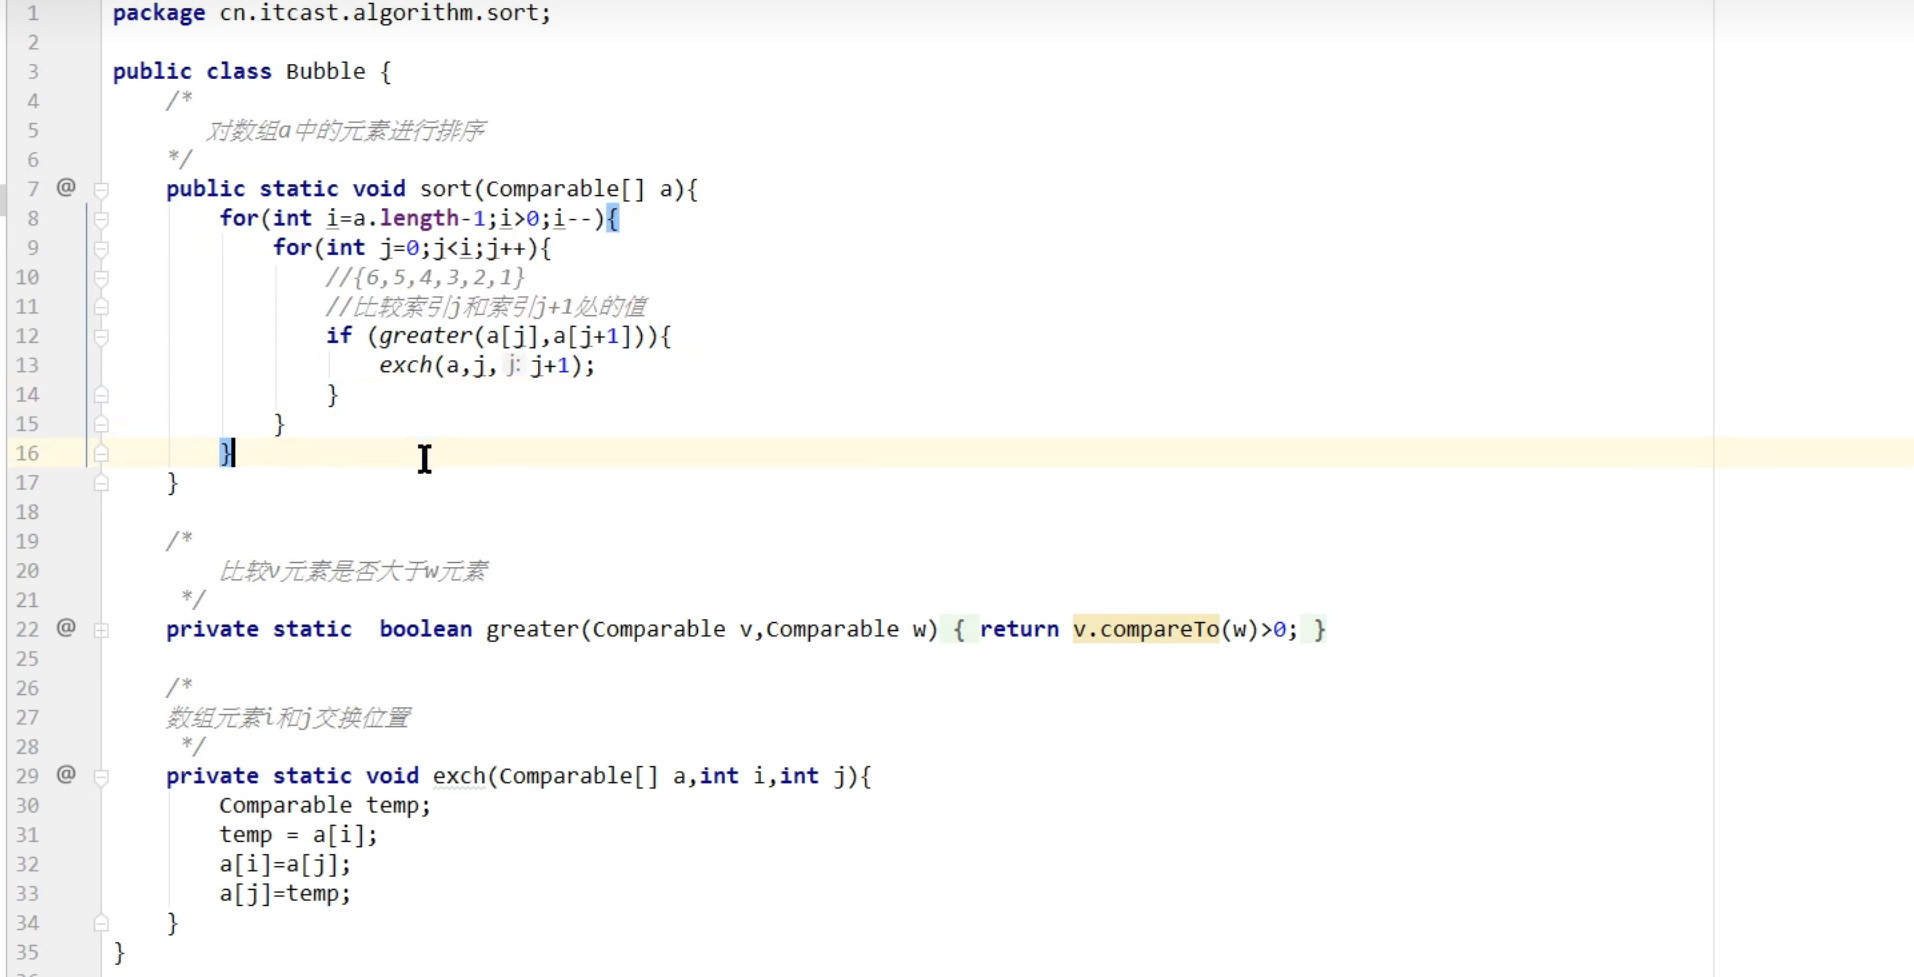 1 package cn.itcast.algorithm.sort;
2
3 public class Bubble {
4 /*
5 对数组a中的元素进行排序
6 */
7 @ public static void sort(Comparable[] a){
8 for(int i=a.length-1;i>0;i--){
9 for(int j=0;j<i;j++){
10 //{6,5,4,3,2,1}
11 //比较索引j和索引j+1处的值
12 if (greater(a[j],a[j+1])){
13 exch(a,j, j: j+1);
14 }
15 }
16 }
17 }
18
19 /*
20 比较v元素是否大于w元素
21 */
22 @ private static  boolean greater(Comparable v,Comparable w) { return v.compareTo(w)>0; }
25
26 /*
27 数组元素i和j交换位置
28 */
29 @ private static void exch(Comparable[] a,int i,int j){
30 Comparable temp;
31 temp = a[i];
32 a[i]=a[j];
33 a[j]=temp;
34 }
35 }